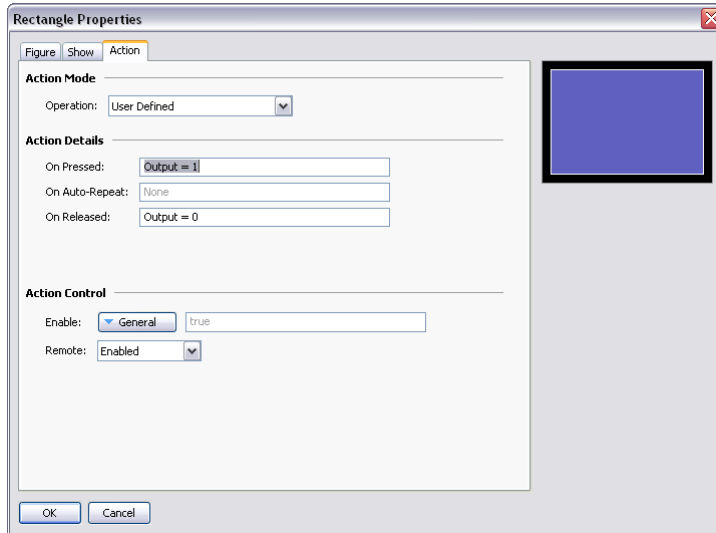 Rectangle Properties
Figure Show Action
Action Mode
Operation: User Defined
Action Details
On Pressed: Output = 1
On Auto-Repeat: None
On Released: Output = 0
Action Control
Enable: General true
Remote: Enabled
OK Cancel